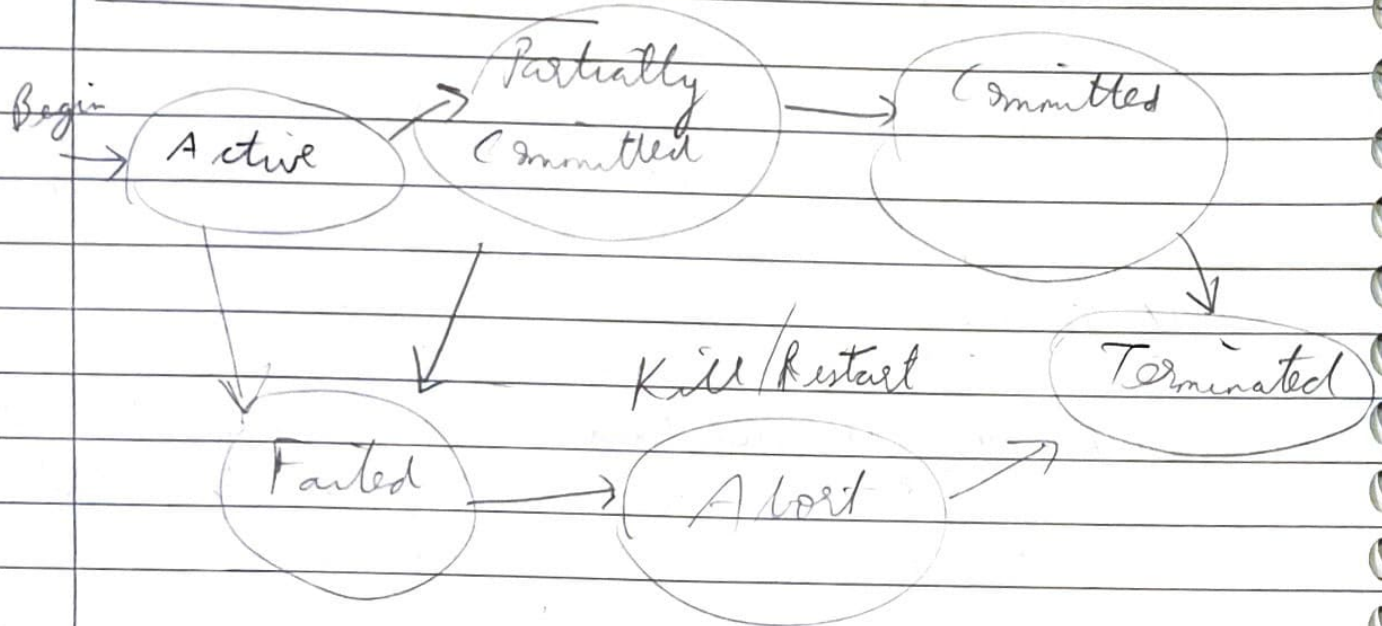 Begin
Active
Partially
Committed
Committed
Kill/Restart
Terminated
Failed
Abort